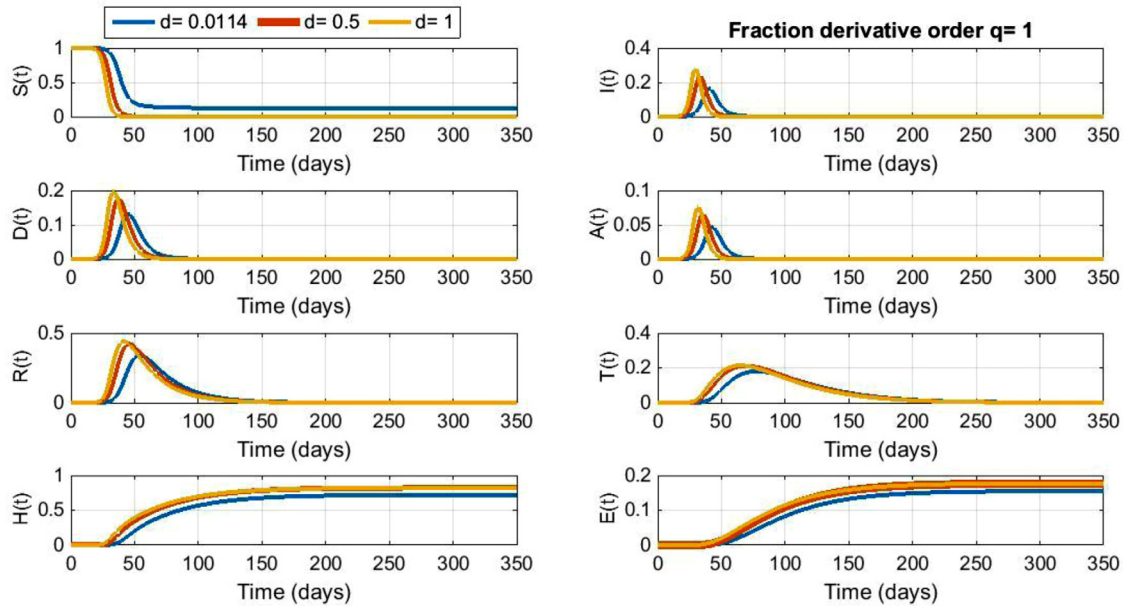 d= 0.0114 d= 0.5 d= 1
Fraction derivative order q= 1
S(t)
1
0.5
0
0 50 100 150 200 250 300 350
Time (days)
I(t)
0.4
0.2
0
0 50 100 150 200 250 300 350
Time (days)
D(t)
0.2
0.1
0
0 50 100 150 200 250 300 350
Time (days)
A(t)
0.1
0.05
0
0 50 100 150 200 250 300 350
Time (days)
R(t)
0.5
0
0 50 100 150 200 250 300 350
Time (days)
T(t)
0.4
0.2
0
0 50 100 150 200 250 300 350
Time (days)
H(t)
1
0.5
0
0 50 100 150 200 250 300 350
Time (days)
E(t)
0.2
0.1
0
0 50 100 150 200 250 300 350
Time (days)